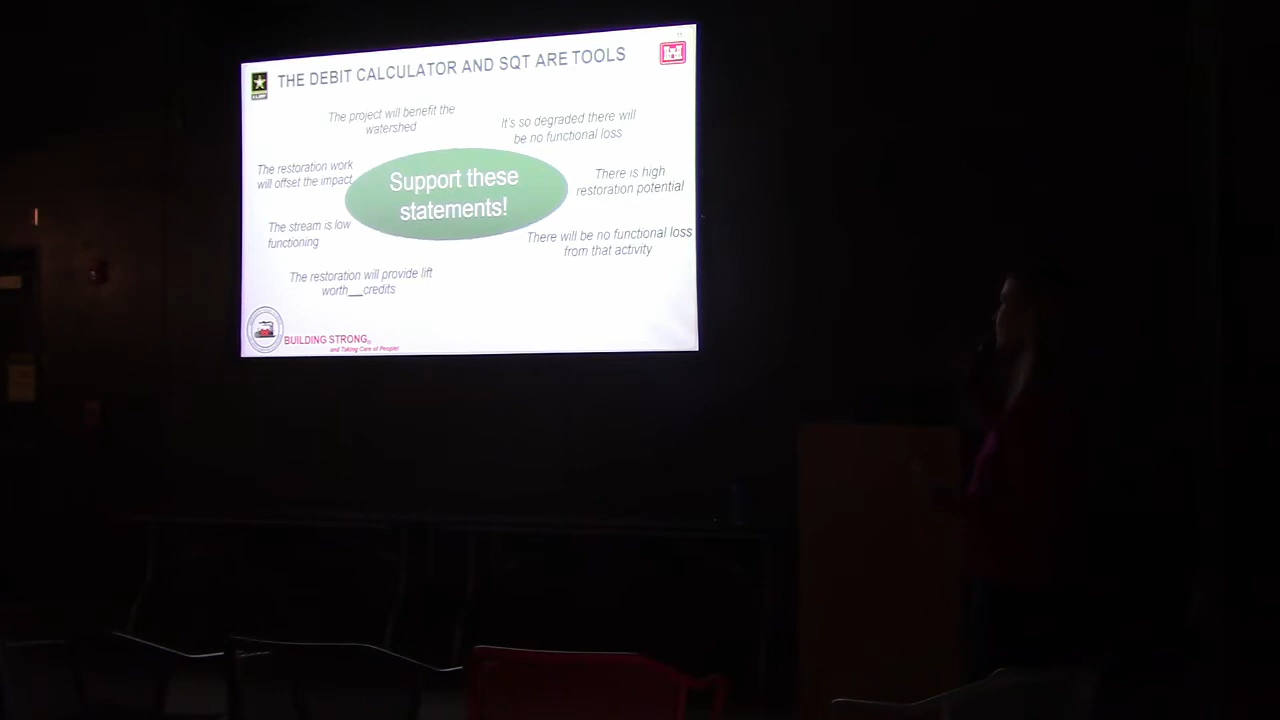 THE DEBIT CALCULATOR AND SQT ARE TOOLS
The project will benefit the
watershed
It's so degraded there will
be no functional loss
The restoration work
will offset the impact
Support these
statements!
There is high
restoration potential
The stream is low
functioning
There will be no functional loss
from that activity
The restoration will provide lift
worth__credits
BUILDING STRONG®
and Taking Care of People!